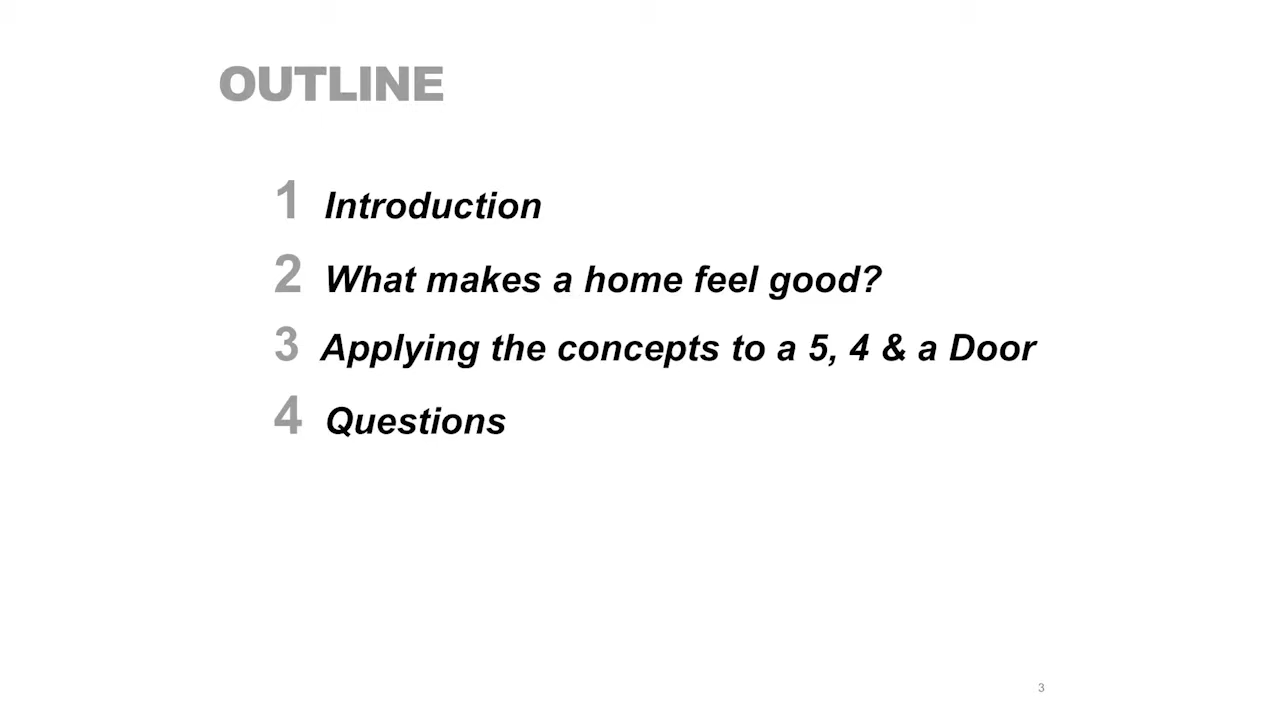 OUTLINE
1 Introduction
2 What makes a home feel good?
3 Applying the concepts to a 5, 4 & a Door
4 Questions
3